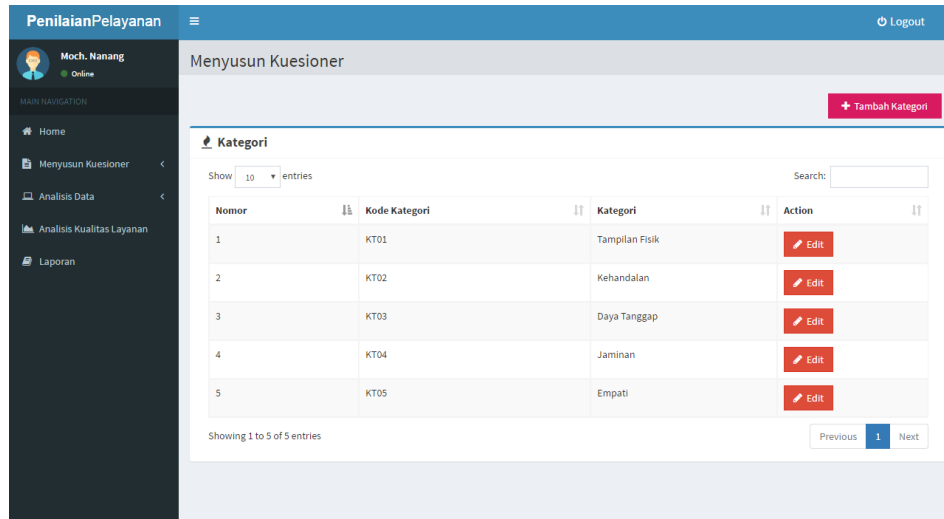 PenilaianPelayanan
Logout
Moch. Nanang
Online
MAIN NAVIGATION
Home
Menyusun Kuesioner
Analisis Data
Analisis Kualitas Layanan
Laporan
Menyusun Kuesioner
Tambah Kategori
Kategori
Show 10 entries Search:
Nomor Kode Kategori Kategori Action
1 KT01 Tampilan Fisik Edit
2 KT02 Kehandalan Edit
3 KT03 Daya Tanggap Edit
4 KT04 Jaminan Edit
5 KT05 Empati Edit
Showing 1 to 5 of 5 entries Previous 1 Next